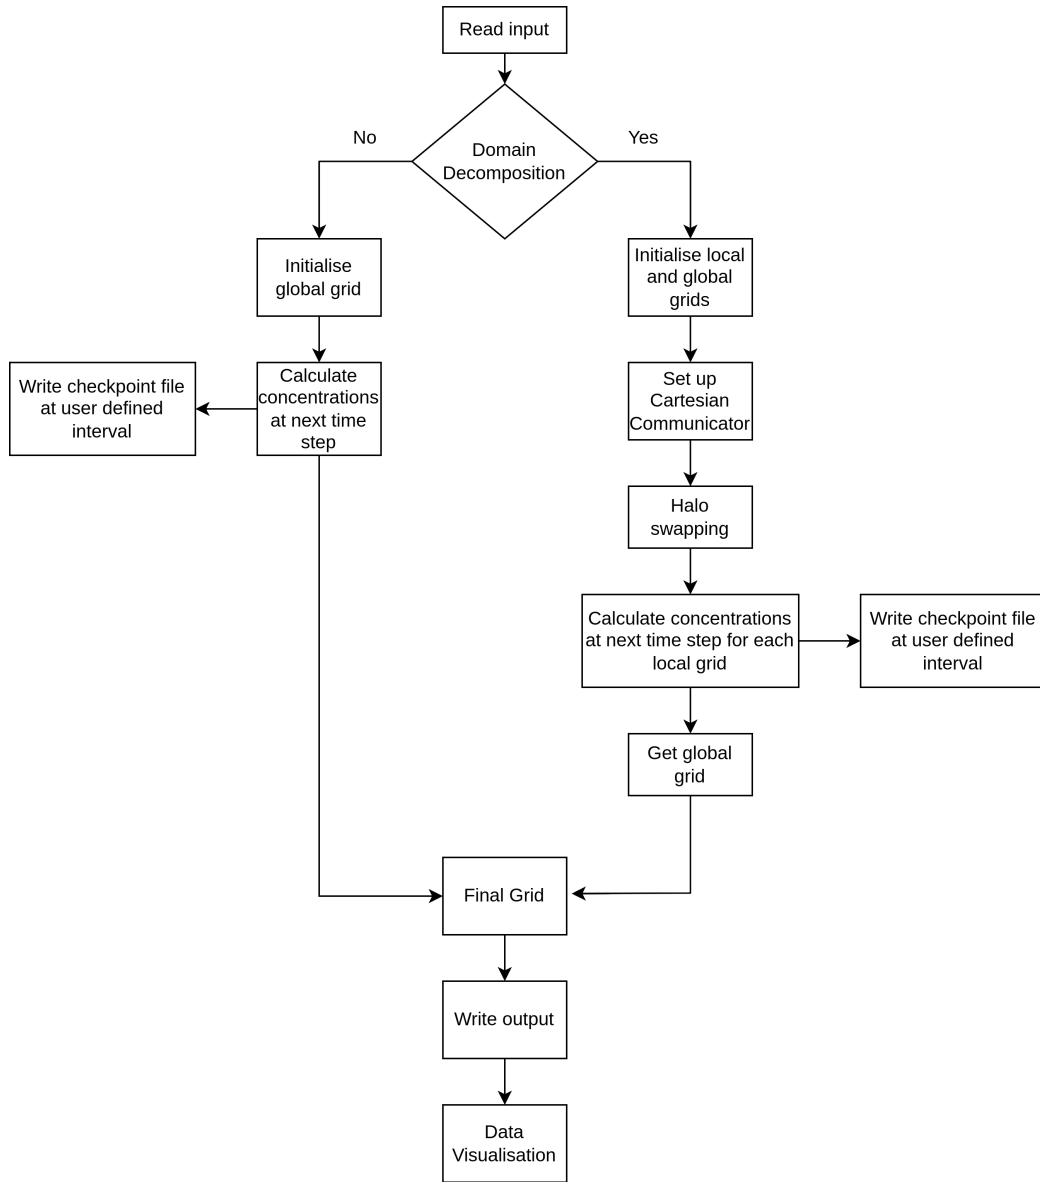 Read input
Domain
Decomposition
No
Yes
Initialise
global grid
Initialise local
and global
grids
Write checkpoint file
at user defined
interval
Calculate
concentrations
at next time
step
Set up
Cartesian
Communicator
Halo
swapping
Calculate concentrations
at next time step for each
local grid
Write checkpoint file
at user defined
interval
Get global
grid
Final Grid
Write output
Data
Visualisation